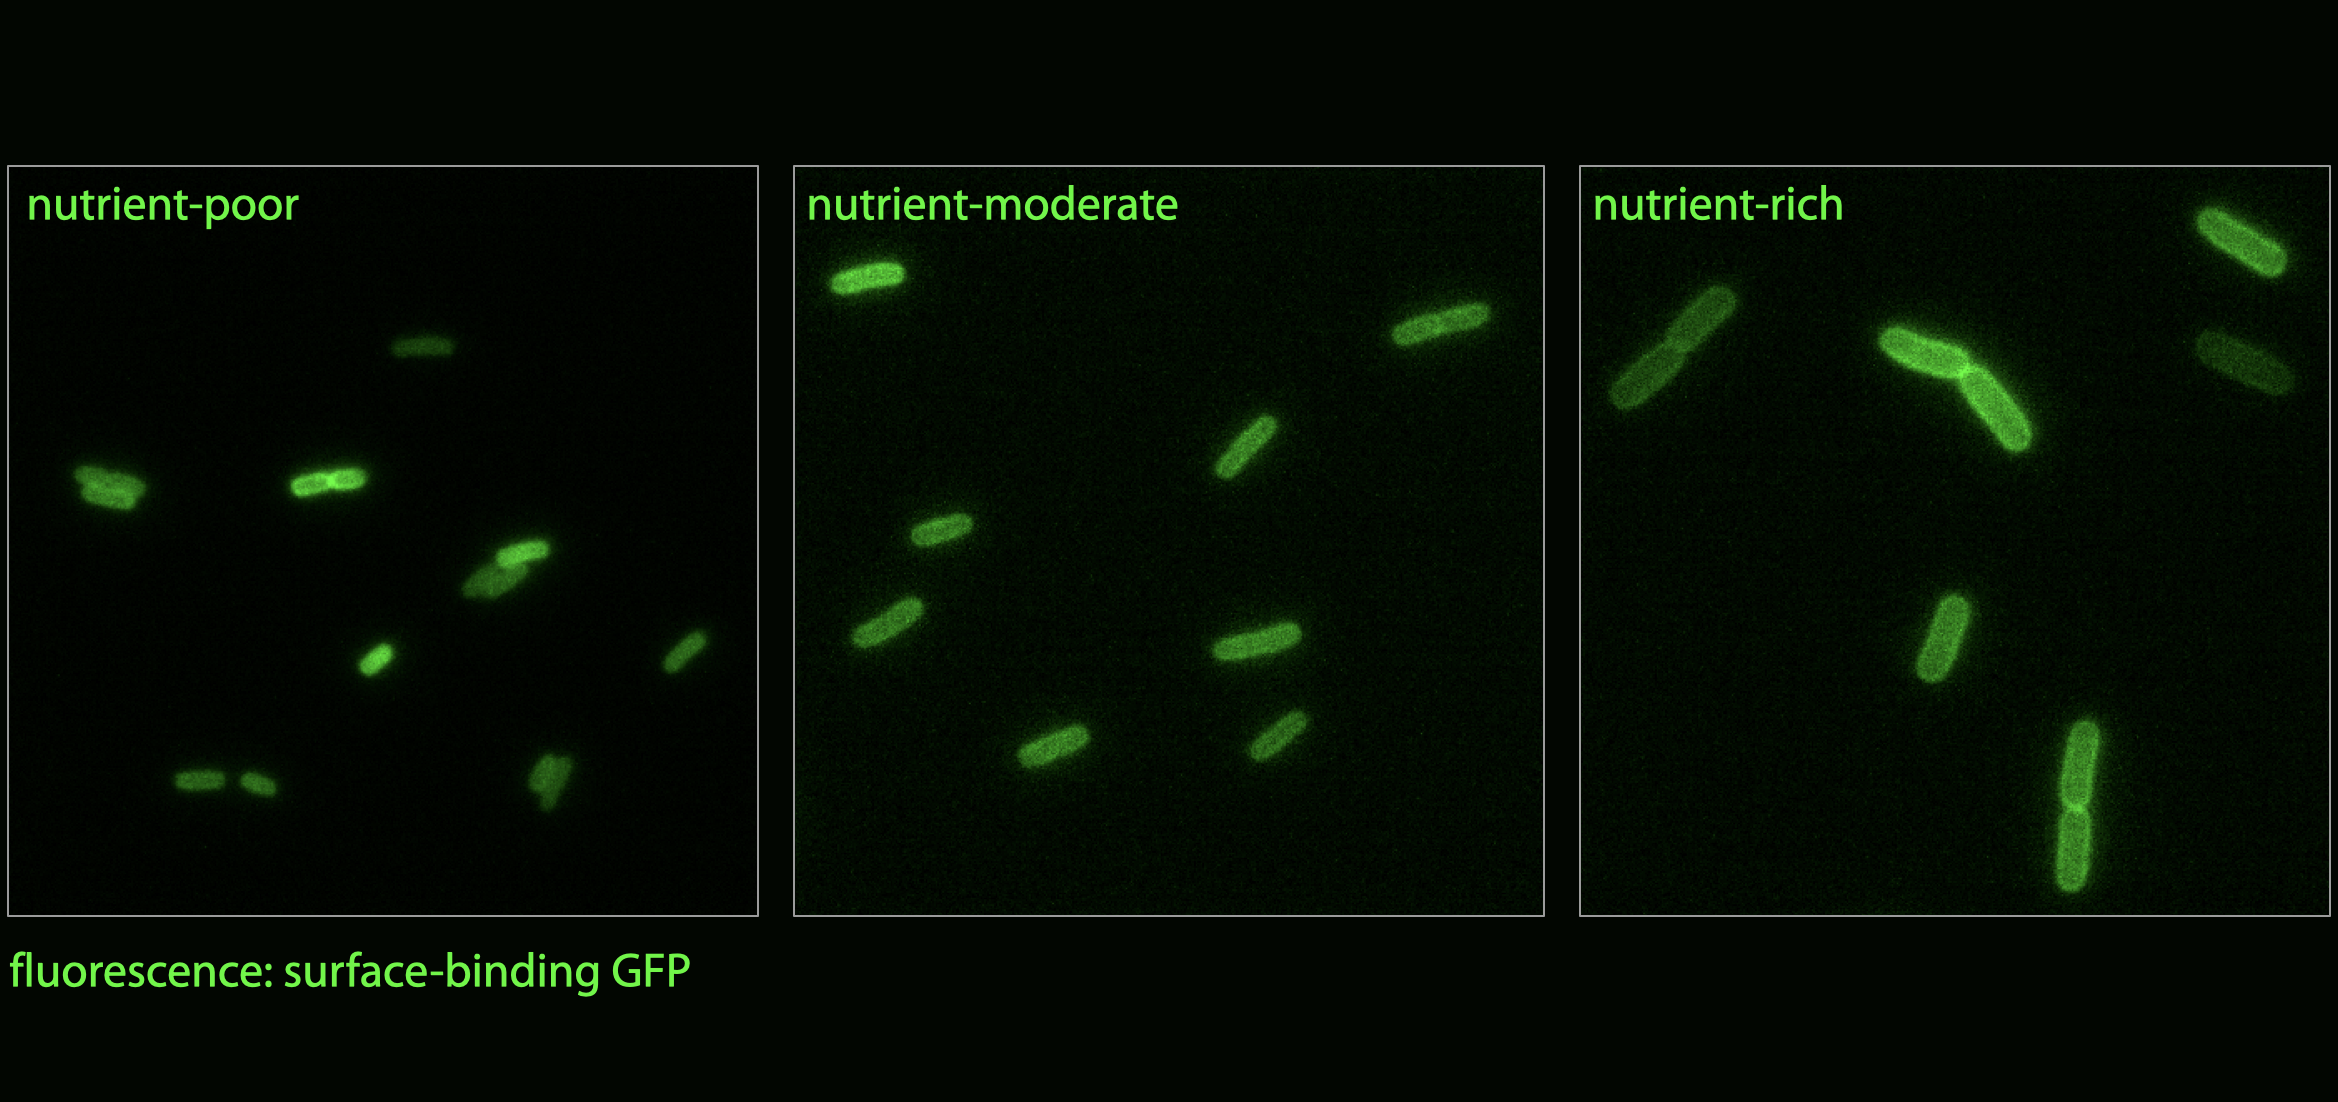 nutrient-poor
nutrient-moderate
nutrient-rich
fluorescence: surface-binding GFP